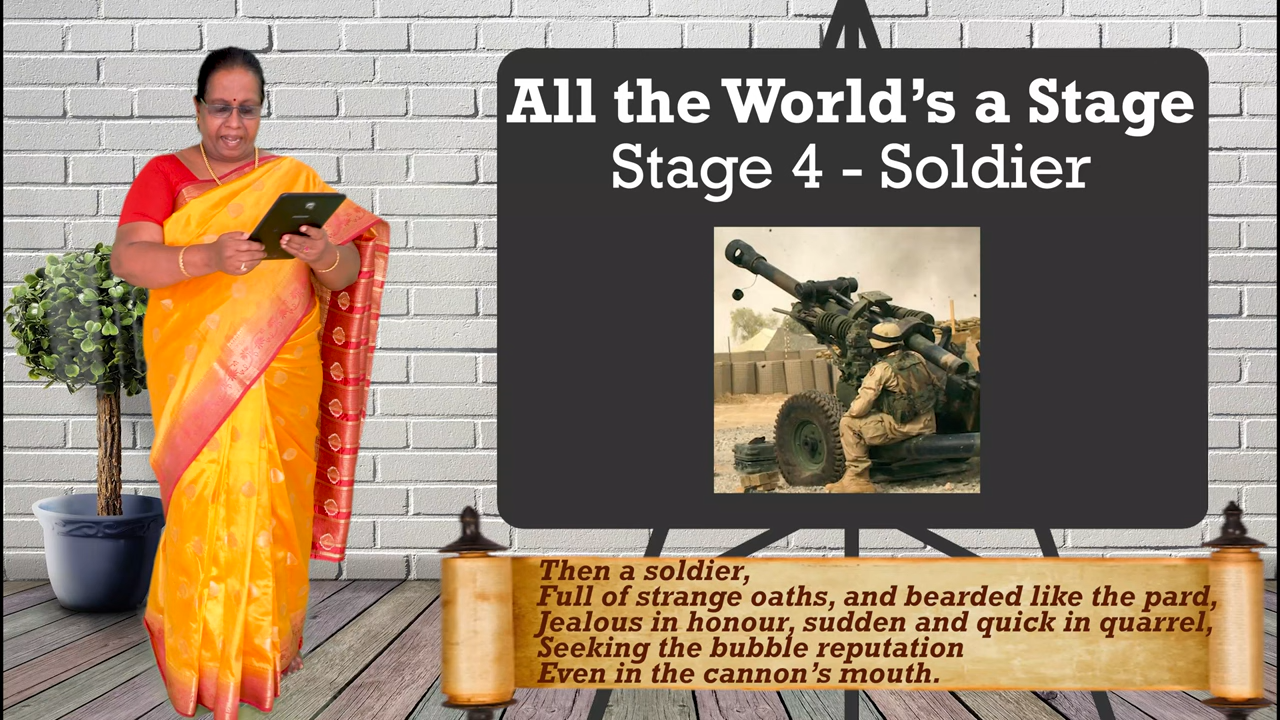 All the World's a Stage
Stage 4 - Soldier
Then a soldier,
Full of strange oaths, and bearded like the pard,
Jealous in honour, sudden and quick in quarrel,
Seeking the bubble reputation
Even in the cannon's mouth.